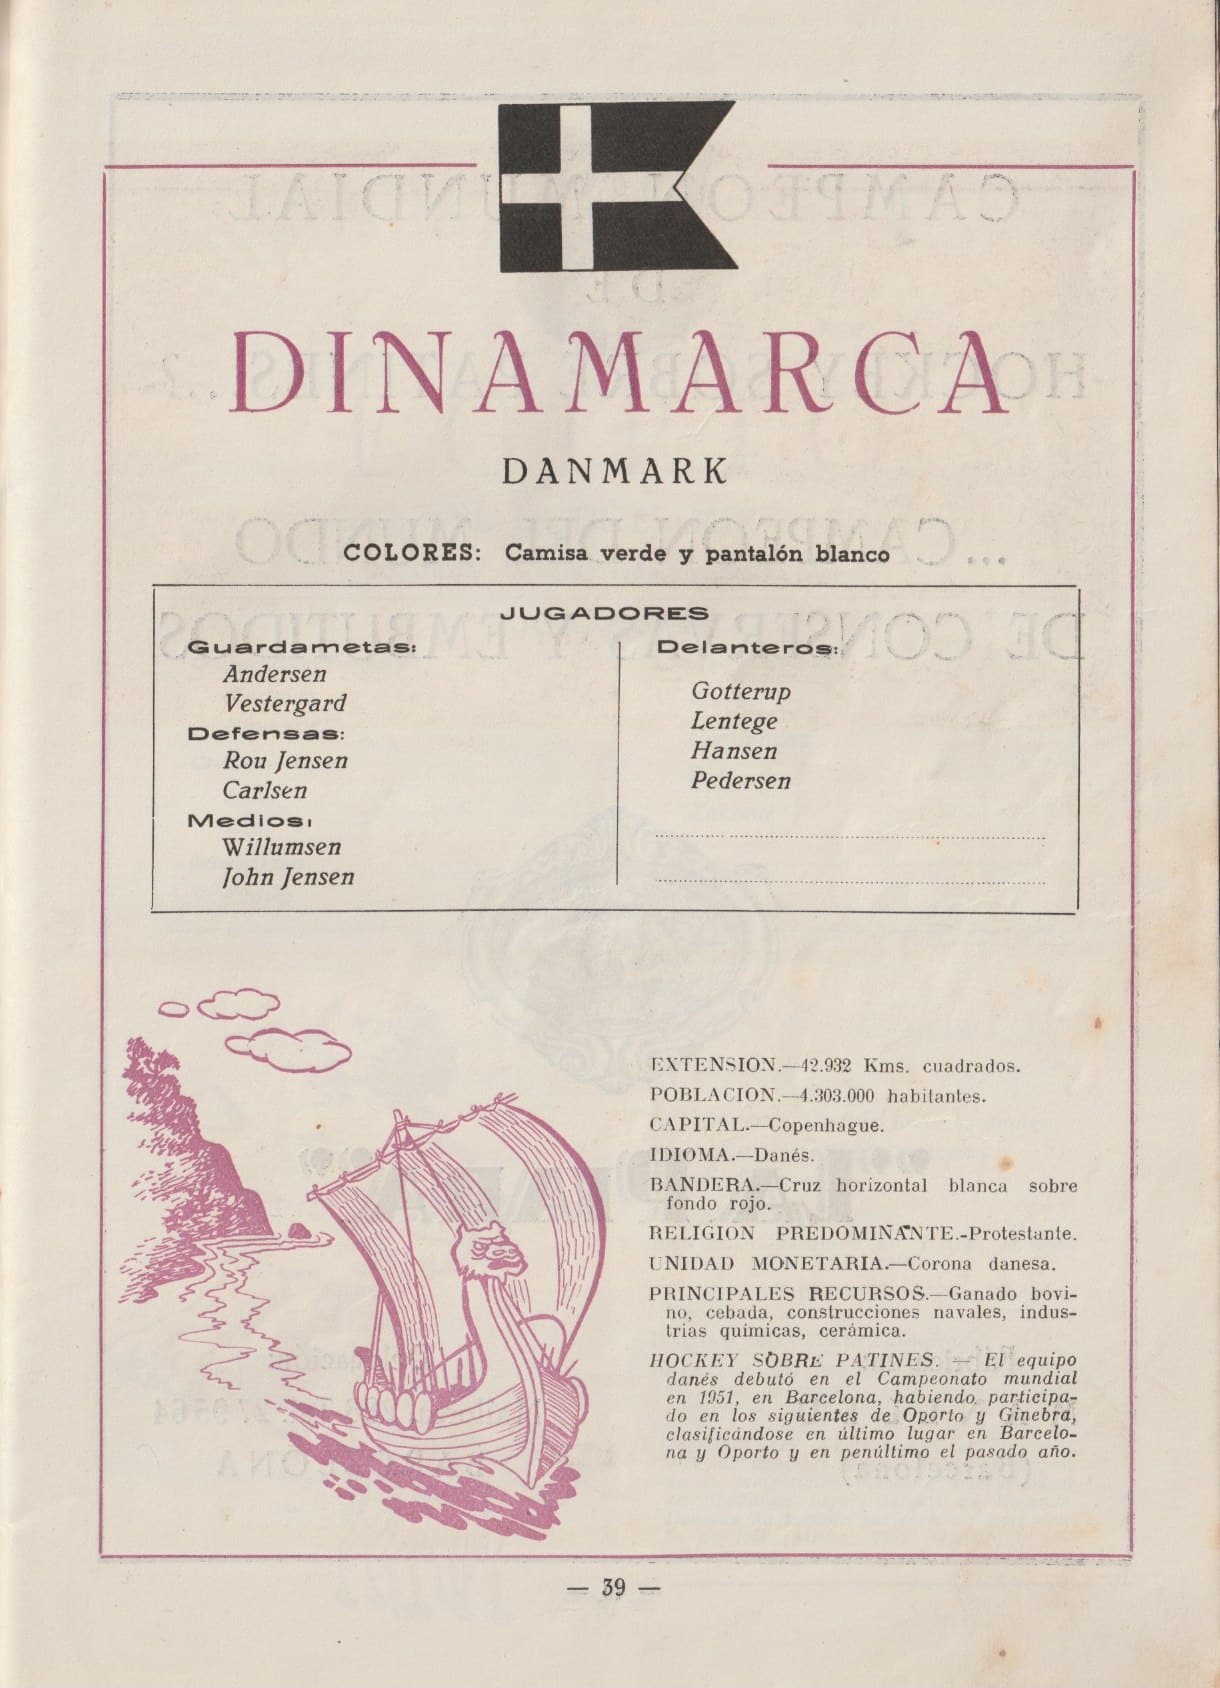 DINAMARCA
DANMARK
COLORES: Camisa verde y pantalón blanco
JUGADORES
Guardametas:
Andersen
Vestergard
Defensas:
Rou Jensen
Carlsen
Medios:
Willumsen
John Jensen
Delanteros:
Gotterup
Lentege
Hansen
Pedersen
EXTENSION.—42.932 Kms. cuadrados.
POBLACION.—4.303.000 habitantes.
CAPITAL.—Copenhague.
IDIOMA.—Danés.
BANDERA.—Cruz horizontal blanca sobre
fondo rojo.
RELIGION PREDOMINANTE.-Protestante.
UNIDAD MONETARIA.—Corona danesa.
PRINCIPALES RECURSOS.—Ganado bovi-
no, cebada, construcciones navales, indus-
trias químicas, cerámica.
HOCKEY SOBRE PATINES. — El equipo
danés debutó en el Campeonato mundial
en 1951, en Barcelona, habiendo participa-
do en los siguientes de Oporto y Ginebra,
clasificándose en último lugar en Barcelo-
na y Oporto y en penúltimo el pasado año.
— 39 —